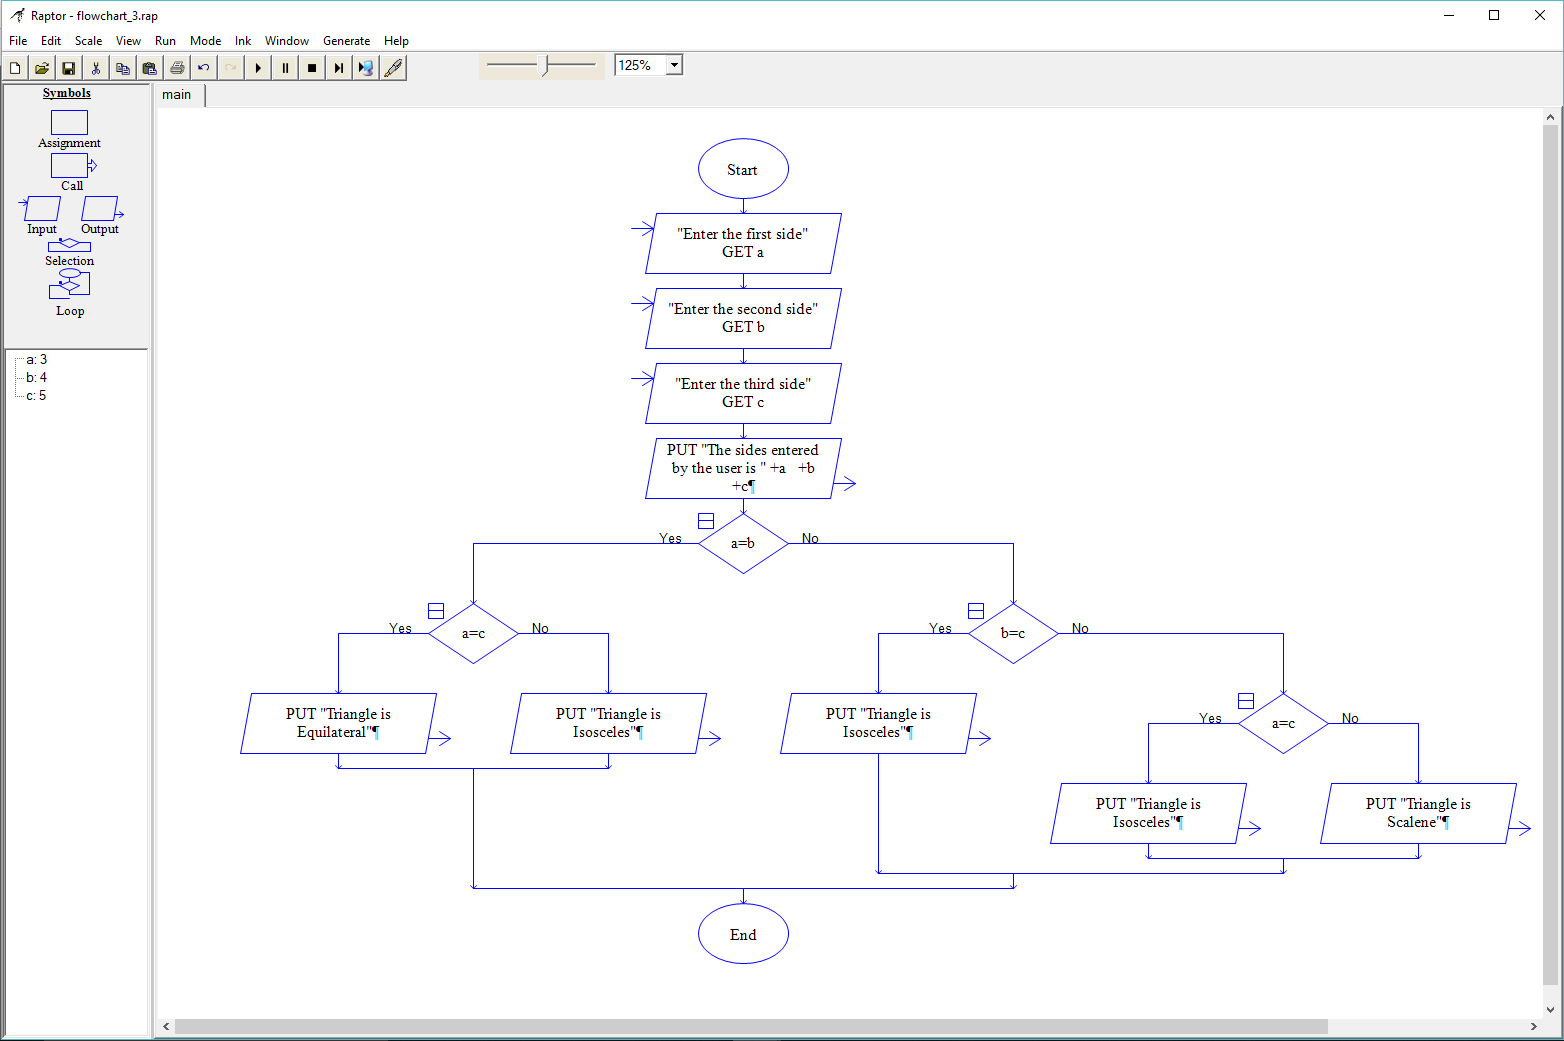 Raptor - flowchart_3.rap
File Edit Scale View Run Mode Ink Window Generate Help
125%
Symbols
Assignment
Call
Input Output
Selection
Loop
a: 3
b: 4
c: 5
main
Start
"Enter the first side"
GET a
"Enter the second side"
GET b
"Enter the third side"
GET c
PUT "The sides entered
by the user is " +a   +b
+c¶
Yes a=b No
Yes a=c No
Yes b=c No
PUT "Triangle is
Equilateral"¶
PUT "Triangle is
Isosceles"¶
PUT "Triangle is
Isosceles"¶
Yes a=c No
PUT "Triangle is
Isosceles"¶
PUT "Triangle is
Scalene"¶
End